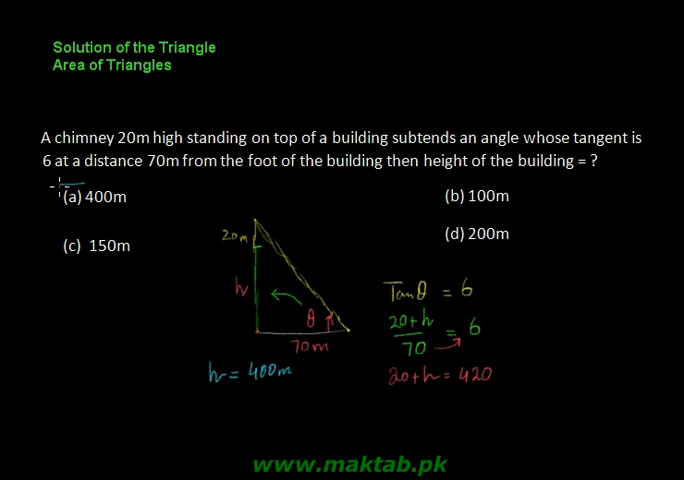 Solution of the Triangle
Area of Triangles
A chimney 20m high standing on top of a building subtends an angle whose tangent is
6 at a distance 70m from the foot of the building then height of the building = ?
(a) 400m
(b) 100m
(c) 150m
(d) 200m
20m
h
θ
70m
Tanθ = 6
20+h
70
= 6
20+h = 420
h = 400m
www.maktab.pk